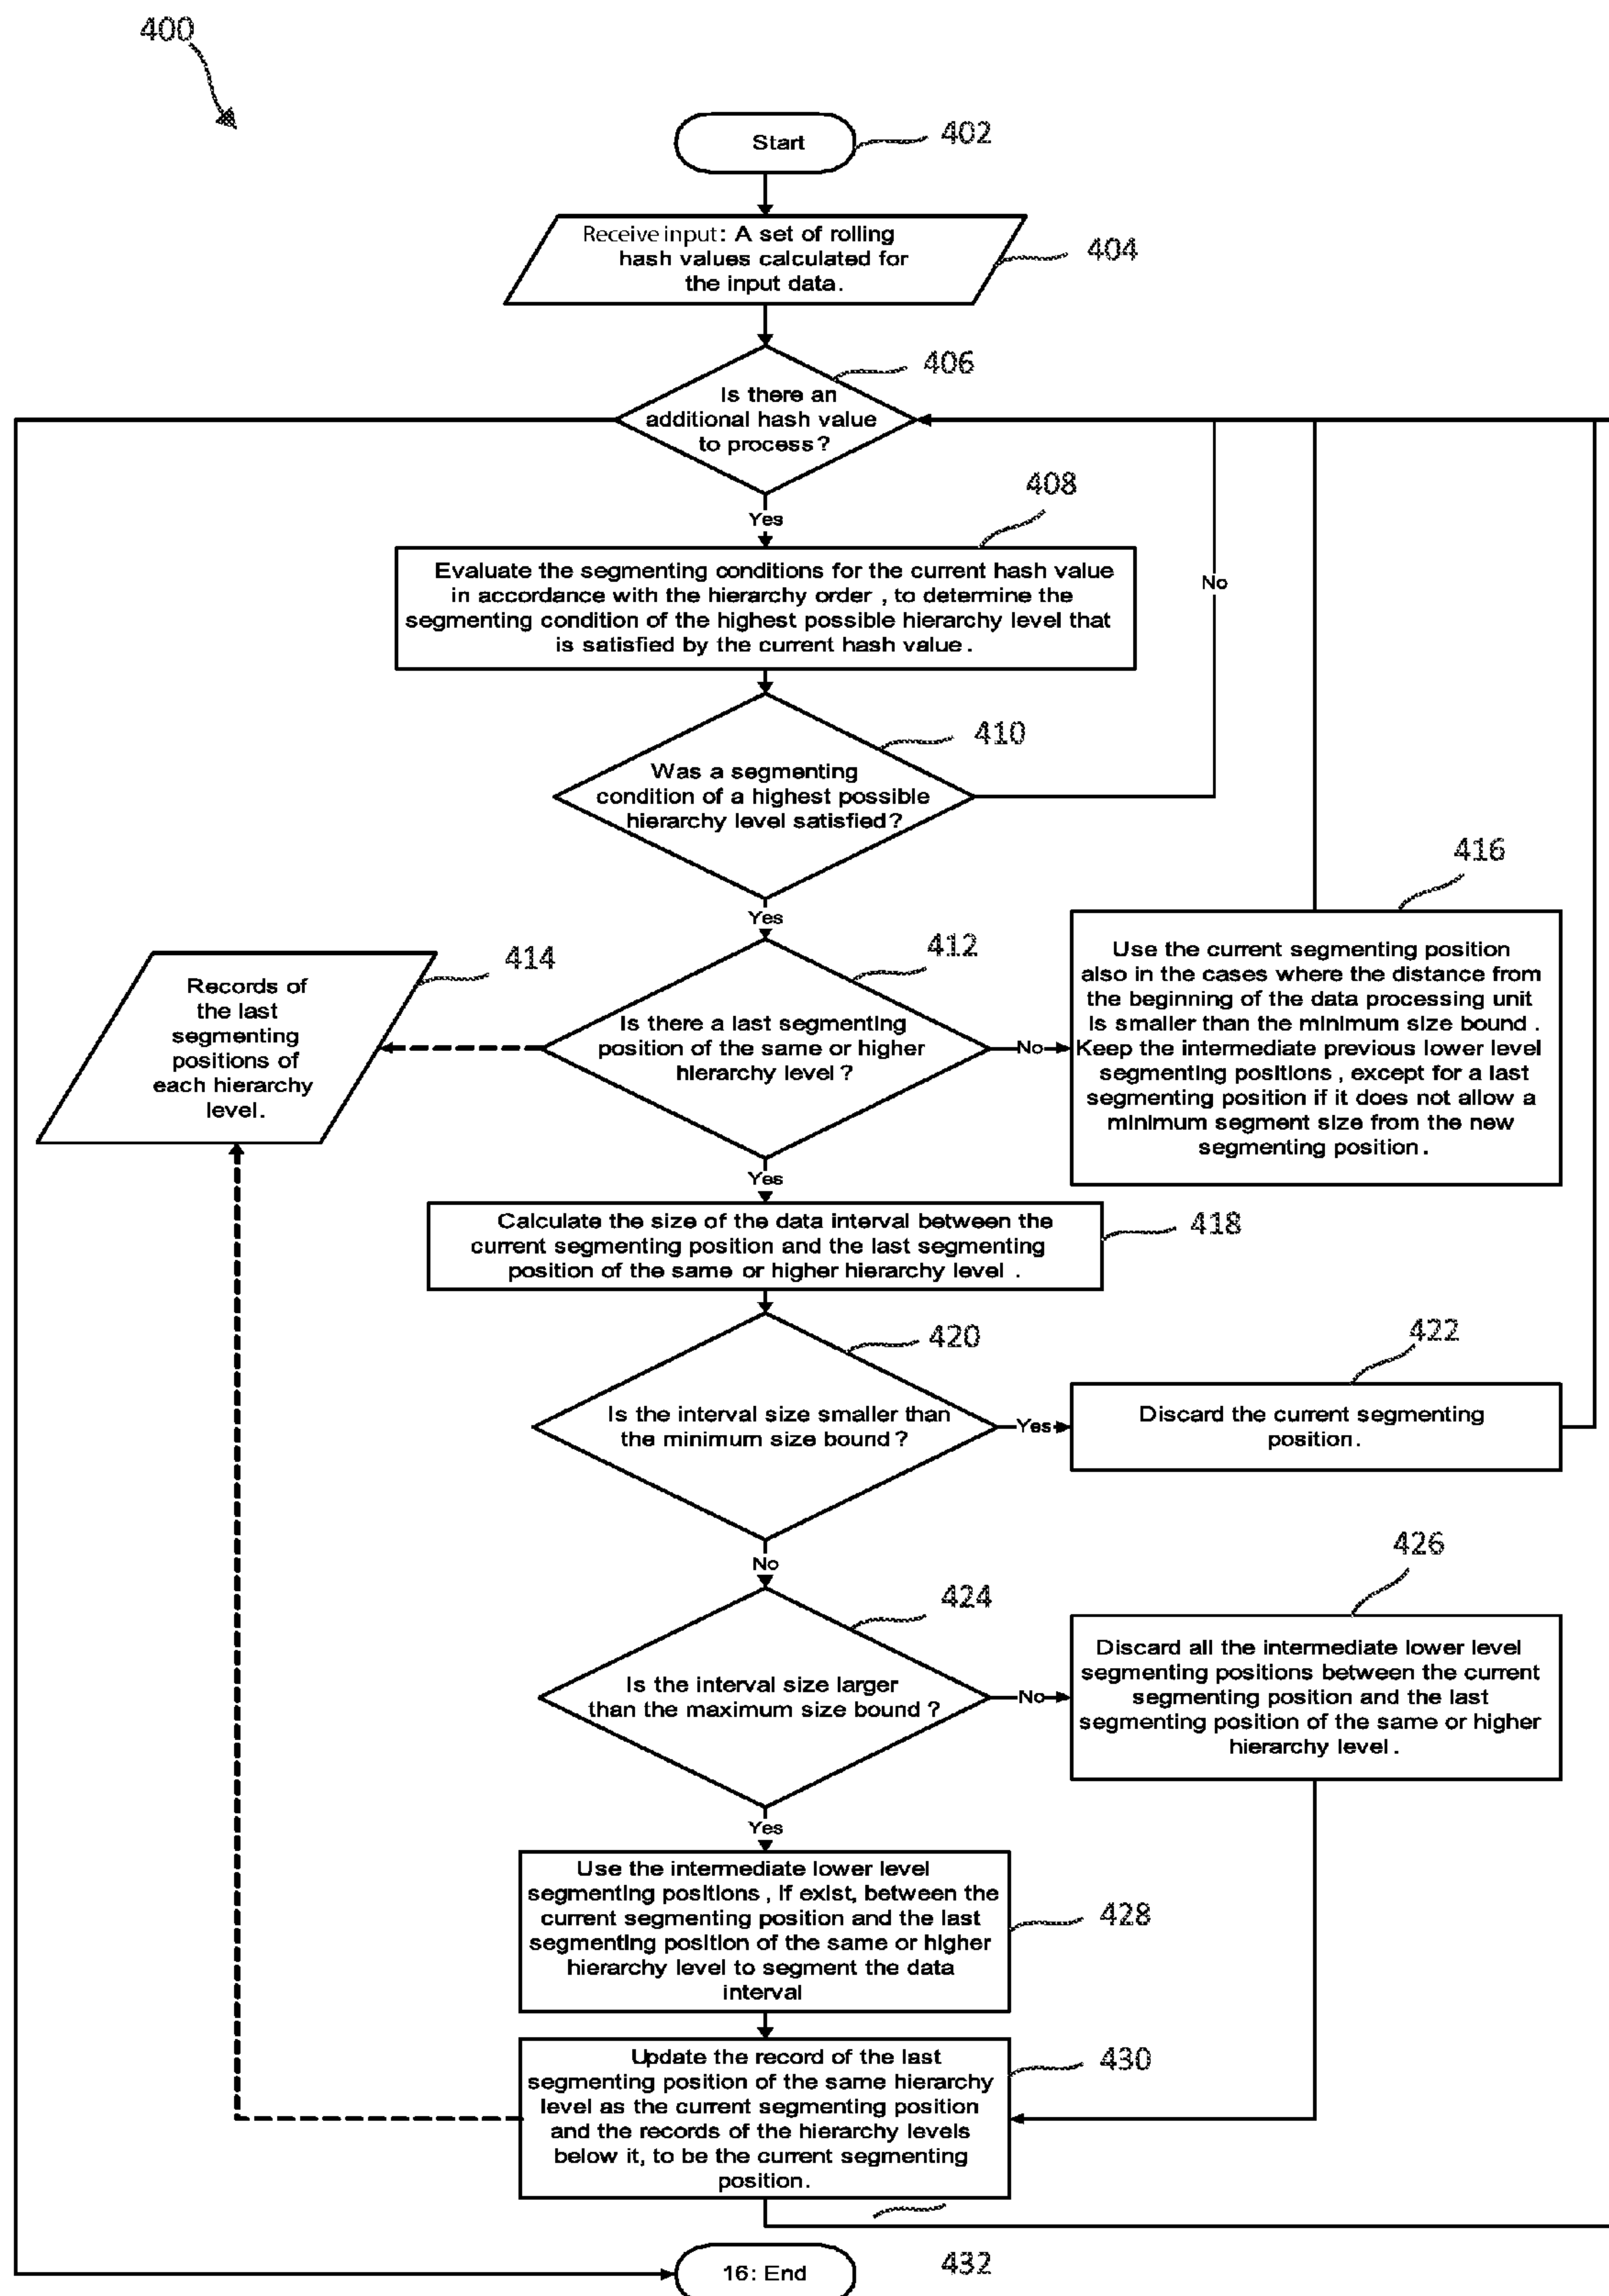 400
Start
402
Receive input: A set of rolling
hash values calculated for
the input data.
404
406
Is there an
additional hash value
to process?
Yes
408
Evaluate the segmenting conditions for the current hash value
in accordance with the hierarchy order , to determine the
segmenting condition of the highest possible hierarchy level that
is satisfied by the current hash value .
No
410
Was a segmenting
condition of a highest possible
hierarchy level satisfied?
Yes
416
Use the current segmenting position
also in the cases where the distance from
the beginning of the data processing unit
is smaller than the minimum size bound .
Keep the intermediate previous lower level
segmenting positions , except for a last
segmenting position if it does not allow a
minimum segment size from the new
segmenting position .
412
Is there a last segmenting
position of the same or higher
hierarchy level ?
No
414
Records of
the last
segmenting
positions of
each hierarchy
level.
Yes
Calculate the size of the data interval between the
current segmenting position and the last segmenting
position of the same or higher hierarchy level .
418
420
Is the interval size smaller than
the minimum size bound ?
Yes
422
Discard the current segmenting
position.
No
424
Is the interval size larger
than the maximum size bound ?
No
426
Discard all the intermediate lower level
segmenting positions between the current
segmenting position and the last
segmenting position of the same or higher
hierarchy level .
Yes
Use the intermediate lower level
segmenting positions , if exist, between the
current segmenting position and the last
segmenting position of the same or higher
hierarchy level to segment the data
interval
428
Update the record of the last
segmenting position of the same hierarchy
level as the current segmenting position
and the records of the hierarchy levels
below it, to be the current segmenting
position.
430
16: End
432